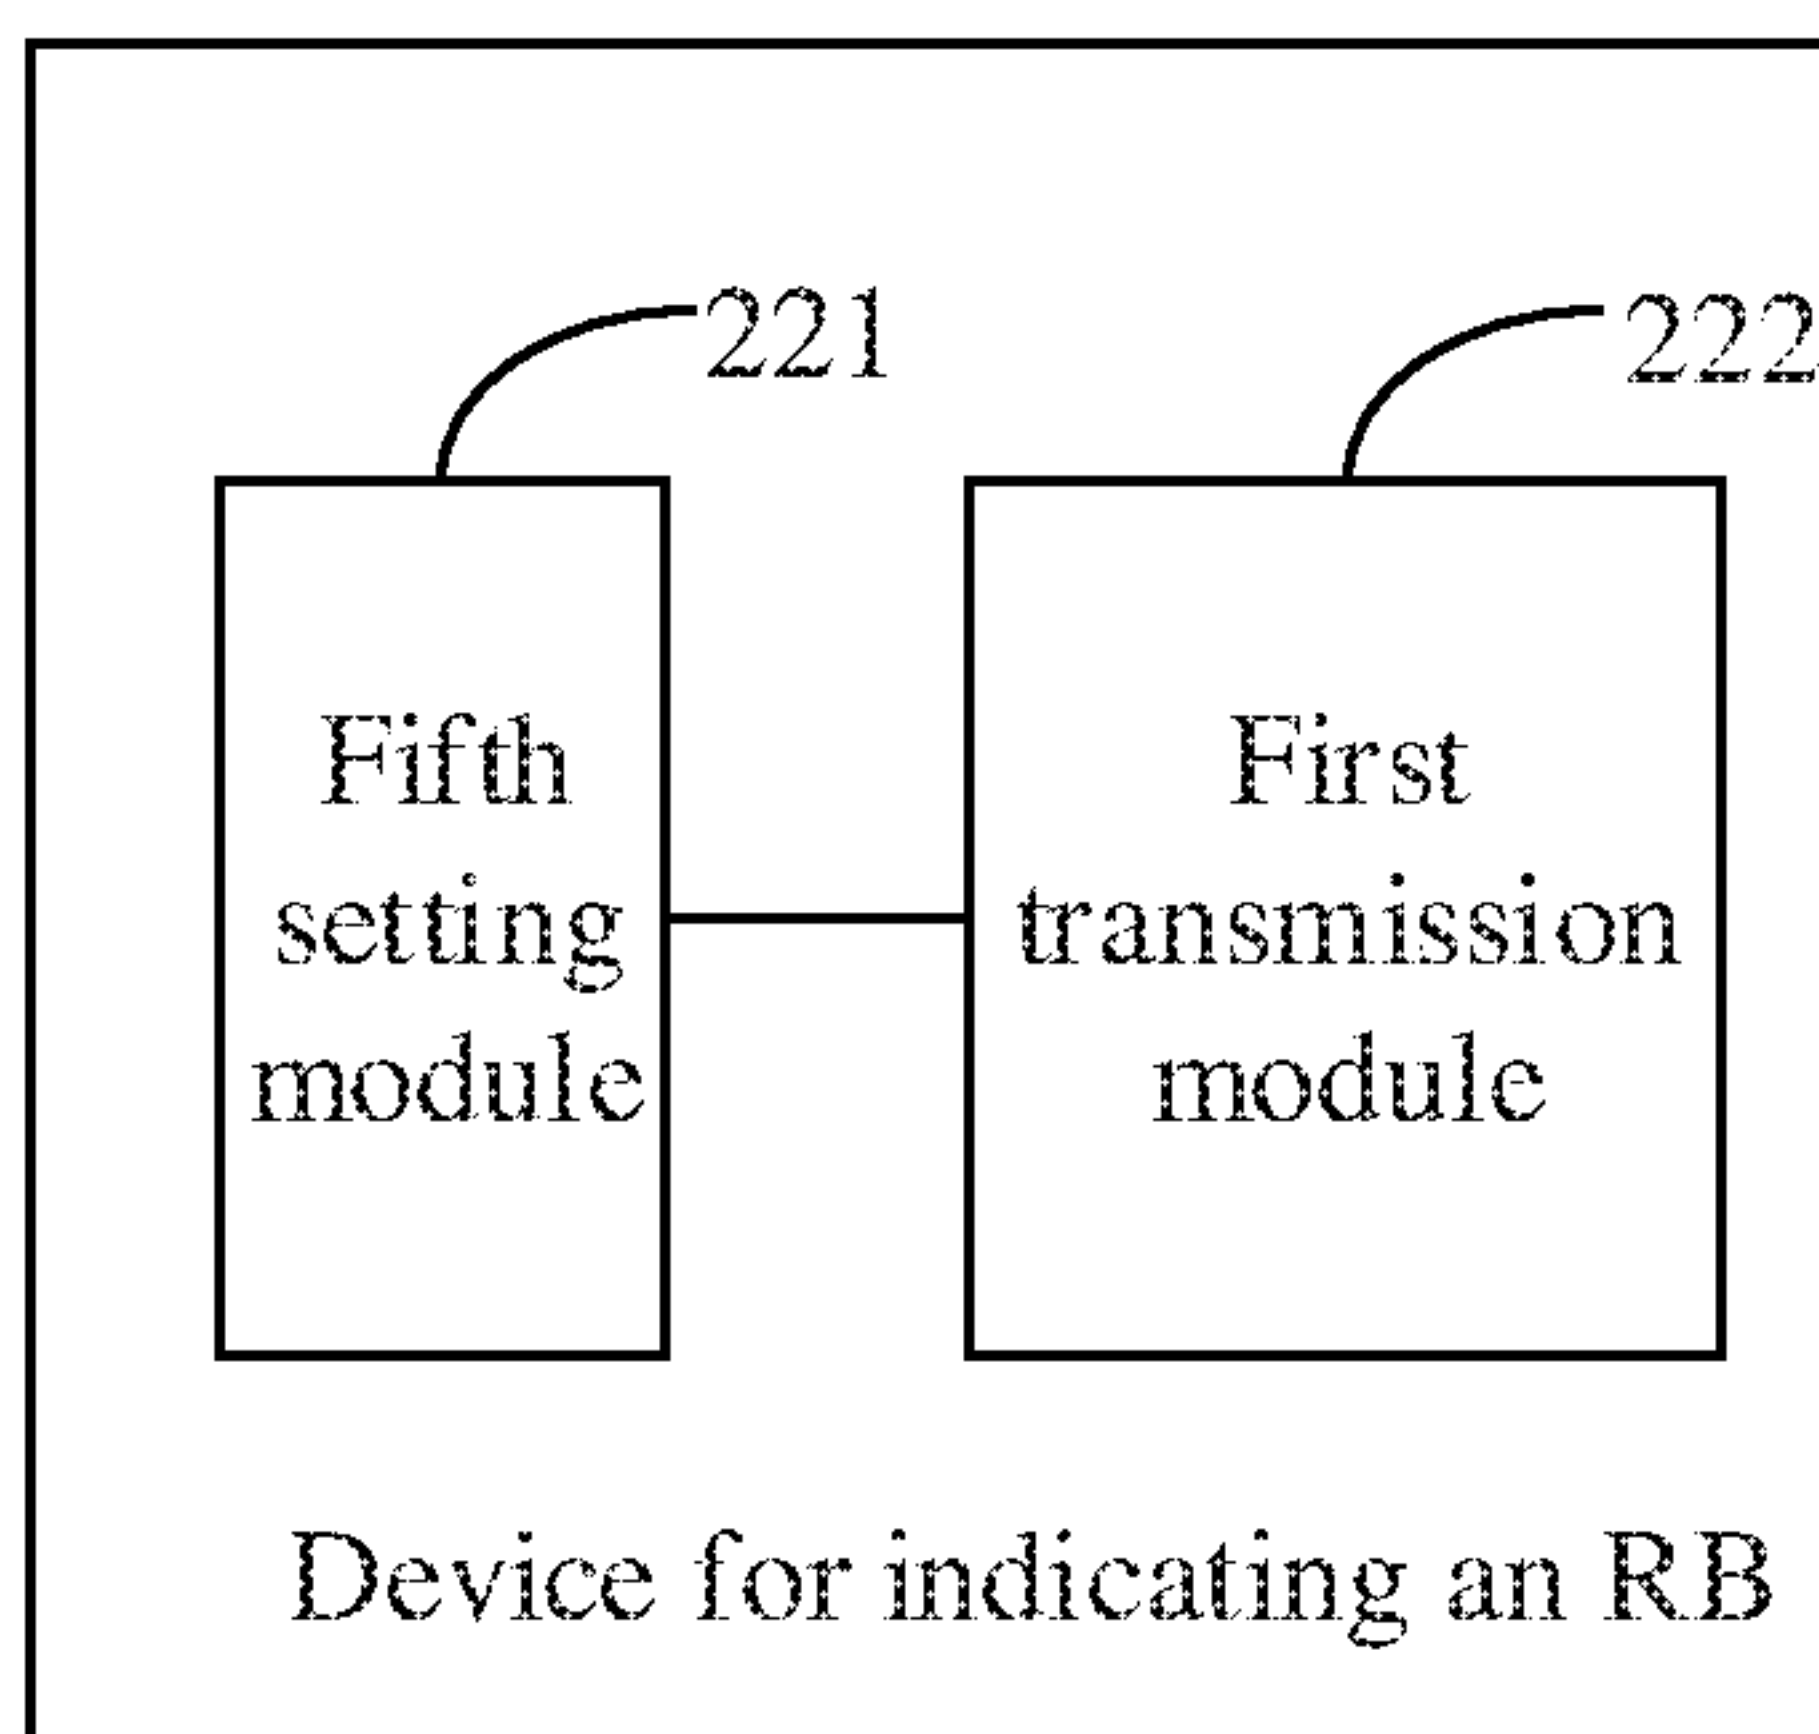 221
222
Fifth
setting
module
First
transmission
module
Device for indicating an RB